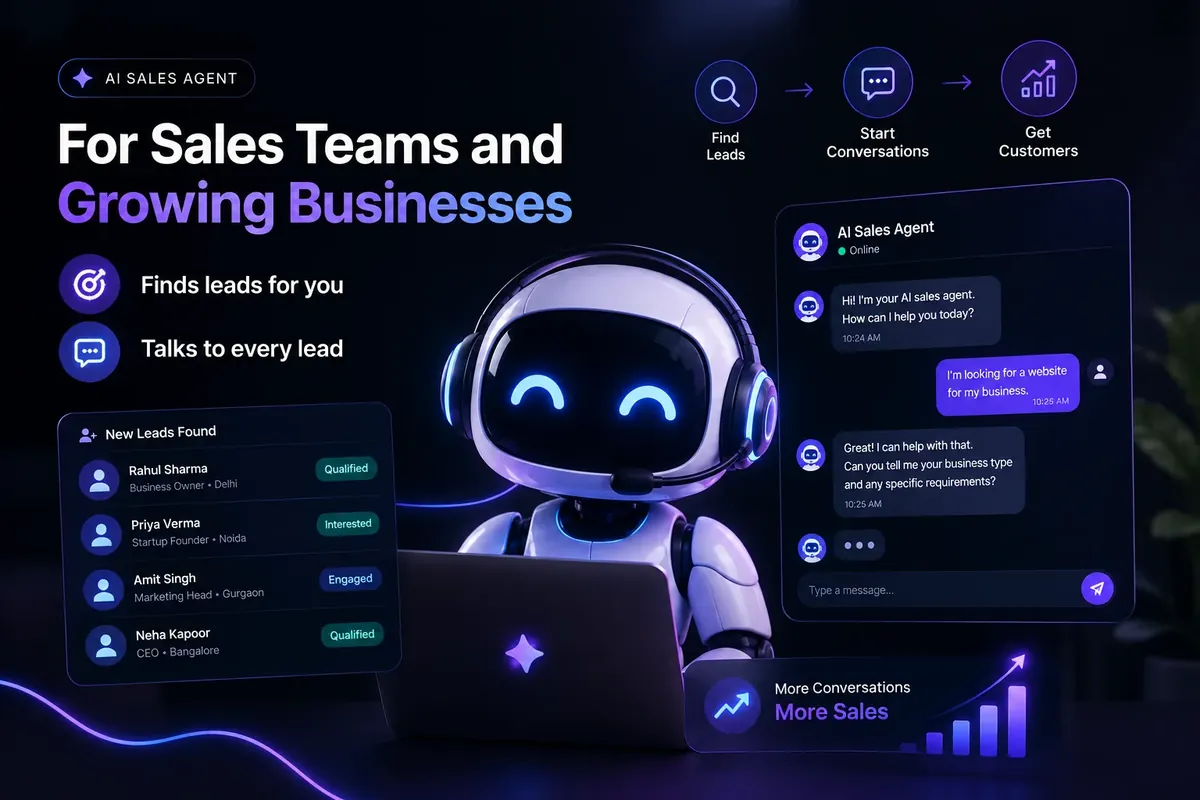 AI SALES AGENT
For Sales Teams and
Growing Businesses
Finds leads for you
Talks to every lead
Find
Leads
Start
Conversations
Get
Customers
New Leads Found
Rahul Sharma
Business Owner • Delhi
Qualified
Priya Verma
Startup Founder • Noida
Interested
Amit Singh
Marketing Head • Gurgaon
Engaged
Neha Kapoor
CEO • Bangalore
Qualified
AI Sales Agent
Online
Hi! I'm your AI sales agent.
How can I help you today?
10:24 AM
I'm looking for a website
for my business.
10:25 AM
Great! I can help with that.
Can you tell me your business type
and any specific requirements?
10:25 AM
Type a message...
More Conversations
More Sales